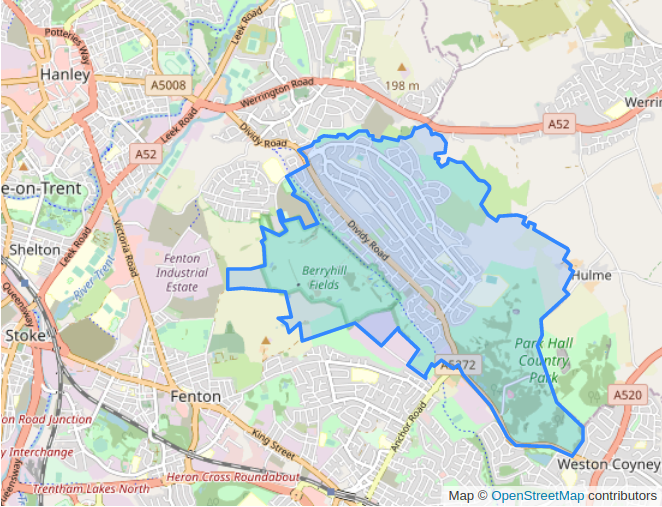 Potteries Way
Leek Road
Hanley
A5008
198 m
Werrington Road
Werrin
A52
Leek Road
Dividy Road
A52
e-on-Trent
Victoria Road
Shelton
Leek Road
Dividy Road
Fenton
Industrial
Estate
Berryhill
Fields
Hulme
River Trent
Queensway
Stoke
Park Hall
Country
Park
A5272
A520
Fenton
Anchor Road
on Road Junction
King Street
y Interchange
Weston Coyney
Heron Cross Roundabout
Queensway
Trentham Lakes North
Map © OpenStreetMap contributors